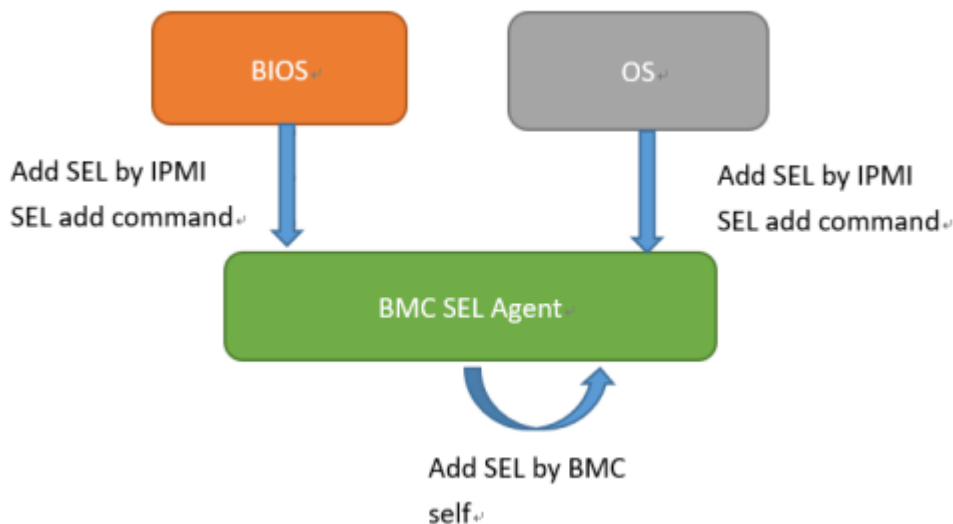 BIOS
OS
Add SEL by IPMI
SEL add command
Add SEL by IPMI
SEL add command
BMC SEL Agent
Add SEL by BMC
self